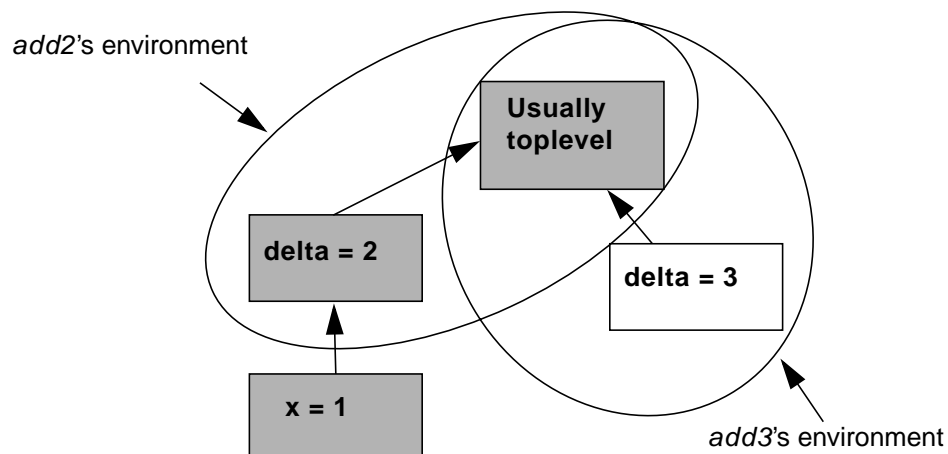 add2's environment
Usually
toplevel
delta = 2
delta = 3
x = 1
add3's environment